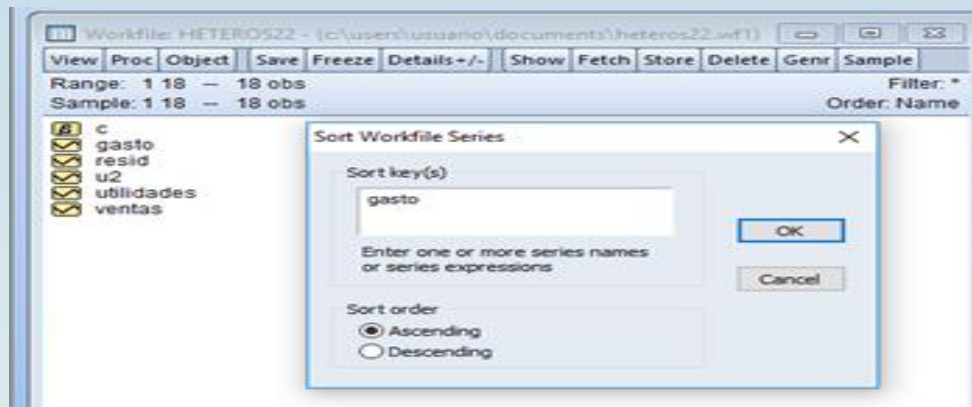 Workfile: HETEROS22 - (c:\users\usuario\documents\heteros22.wf1)
View Proc Object Save Freeze Details+/- Show Fetch Store Delete Genr Sample
Range: 1 18 — 18 obs
Filter: *
Sample: 1 18 — 18 obs
Order: Name
c
gasto
resid
u2
utilidades
ventas
Sort Workfile Series
Sort key(s)
gasto
Enter one or more series names
or series expressions
OK
Cancel
Sort order
Ascending
Descending